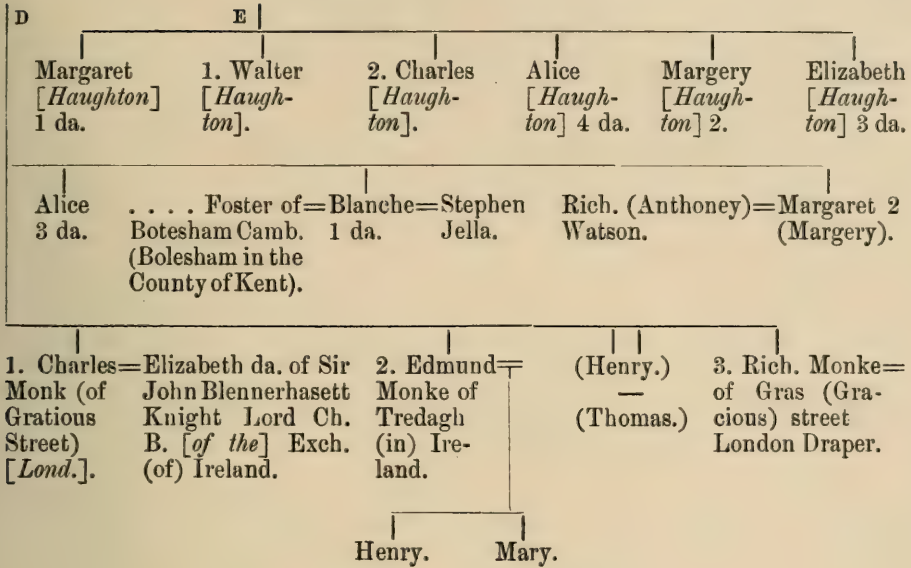 D E
Margaret 1. Walter 2. Charles Alice Margery Elizabeth
[Haughton] [Haugh- [Haugh- [Haugh- [Haugh- [Haugh-
1 da. ton]. ton]. ton] 4 da. ton] 2. ton] 3 da.
Alice . . . . Foster of=Blanche=Stephen Rich. (Anthoney)=Margaret 2
3 da. Botesham Camb. 1 da. Jella. Watson. (Margery).
(Bolesham in the
County of Kent).
1. Charles=Elizabeth da. of Sir 2. Edmund= (Henry.) 3. Rich. Monke=
Monk (of John Blennerhasett Monke of — of Gras (Gra-
Gratious Knight Lord Ch. Tredagh (Thomas.) cious) street
Street) B. [of the] Exch. (in) Ire- London Draper.
[Lond.]. (of) Ireland. land.
Henry. Mary.